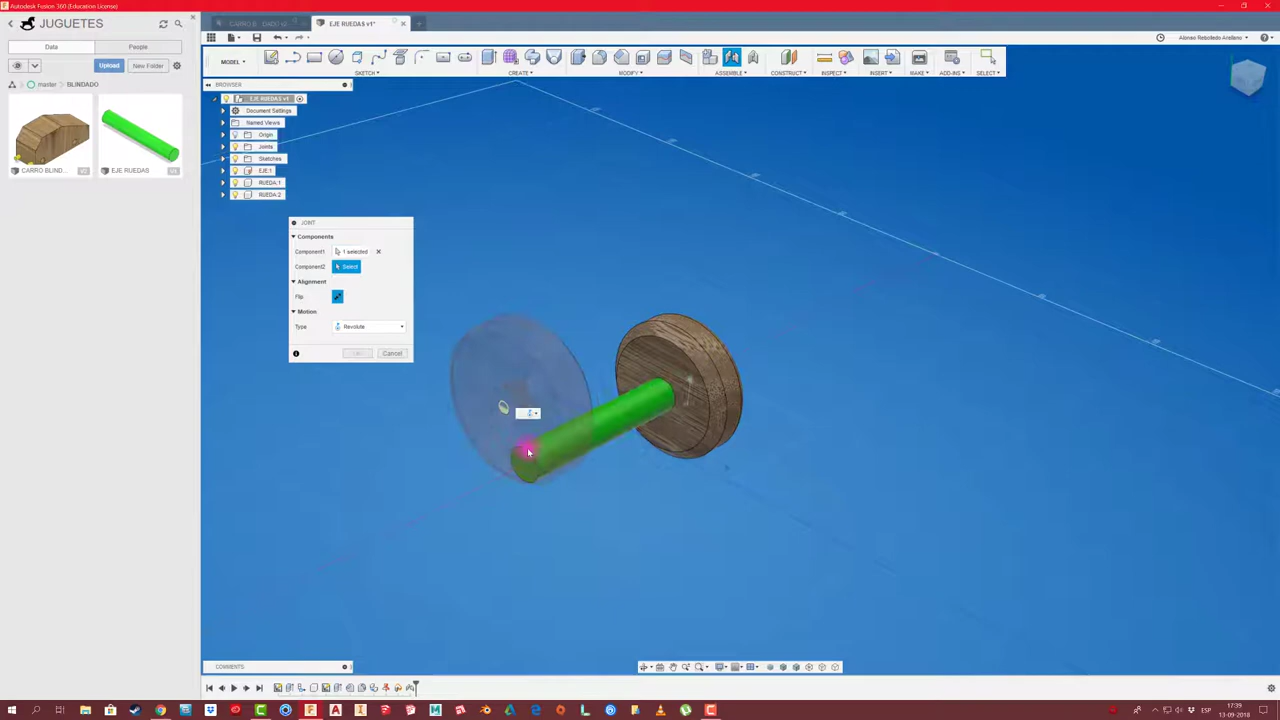 Autodesk Fusion 360 (Education License)
JUGUETES
Data People
Upload New Folder
master BLINDADO
CARRO BLIND... V2
EJE RUEDAS V1
EJE RUEDAS v1*
Alonso Rebolledo Arellano
MODEL
SKETCH CREATE MODIFY ASSEMBLE CONSTRUCT INSPECT INSERT MAKE ADD-INS SELECT
BROWSER
EJE RUEDAS v1
Document Settings
Named Views
Origin
Joints
Sketches
EJE:1
RUEDA:1
RUEDA:2
JOINT
Components
Component1 1 selected
Component2 Select
Alignment
Flip
Motion
Type Revolute
Cancel
COMMENTS
ESP
17:39
13-09-2018